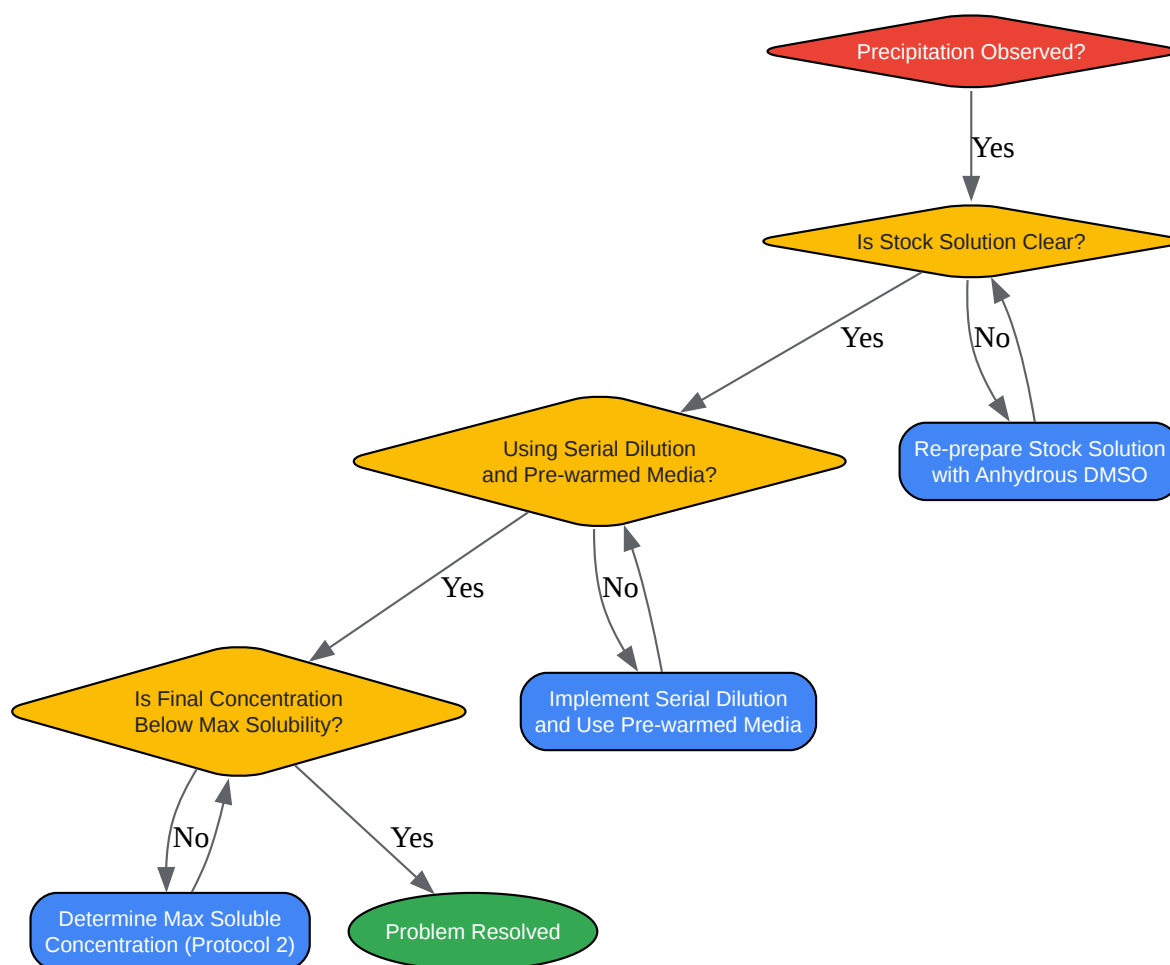 Precipitation Observed?
Yes
Is Stock Solution Clear?
Yes
No
Using Serial Dilution
and Pre-warmed Media?
Re-prepare Stock Solution
with Anhydrous DMSO
Yes
No
Is Final Concentration
Below Max Solubility?
Implement Serial Dilution
and Use Pre-warmed Media
No
Yes
Determine Max Soluble
Concentration (Protocol 2)
Problem Resolved